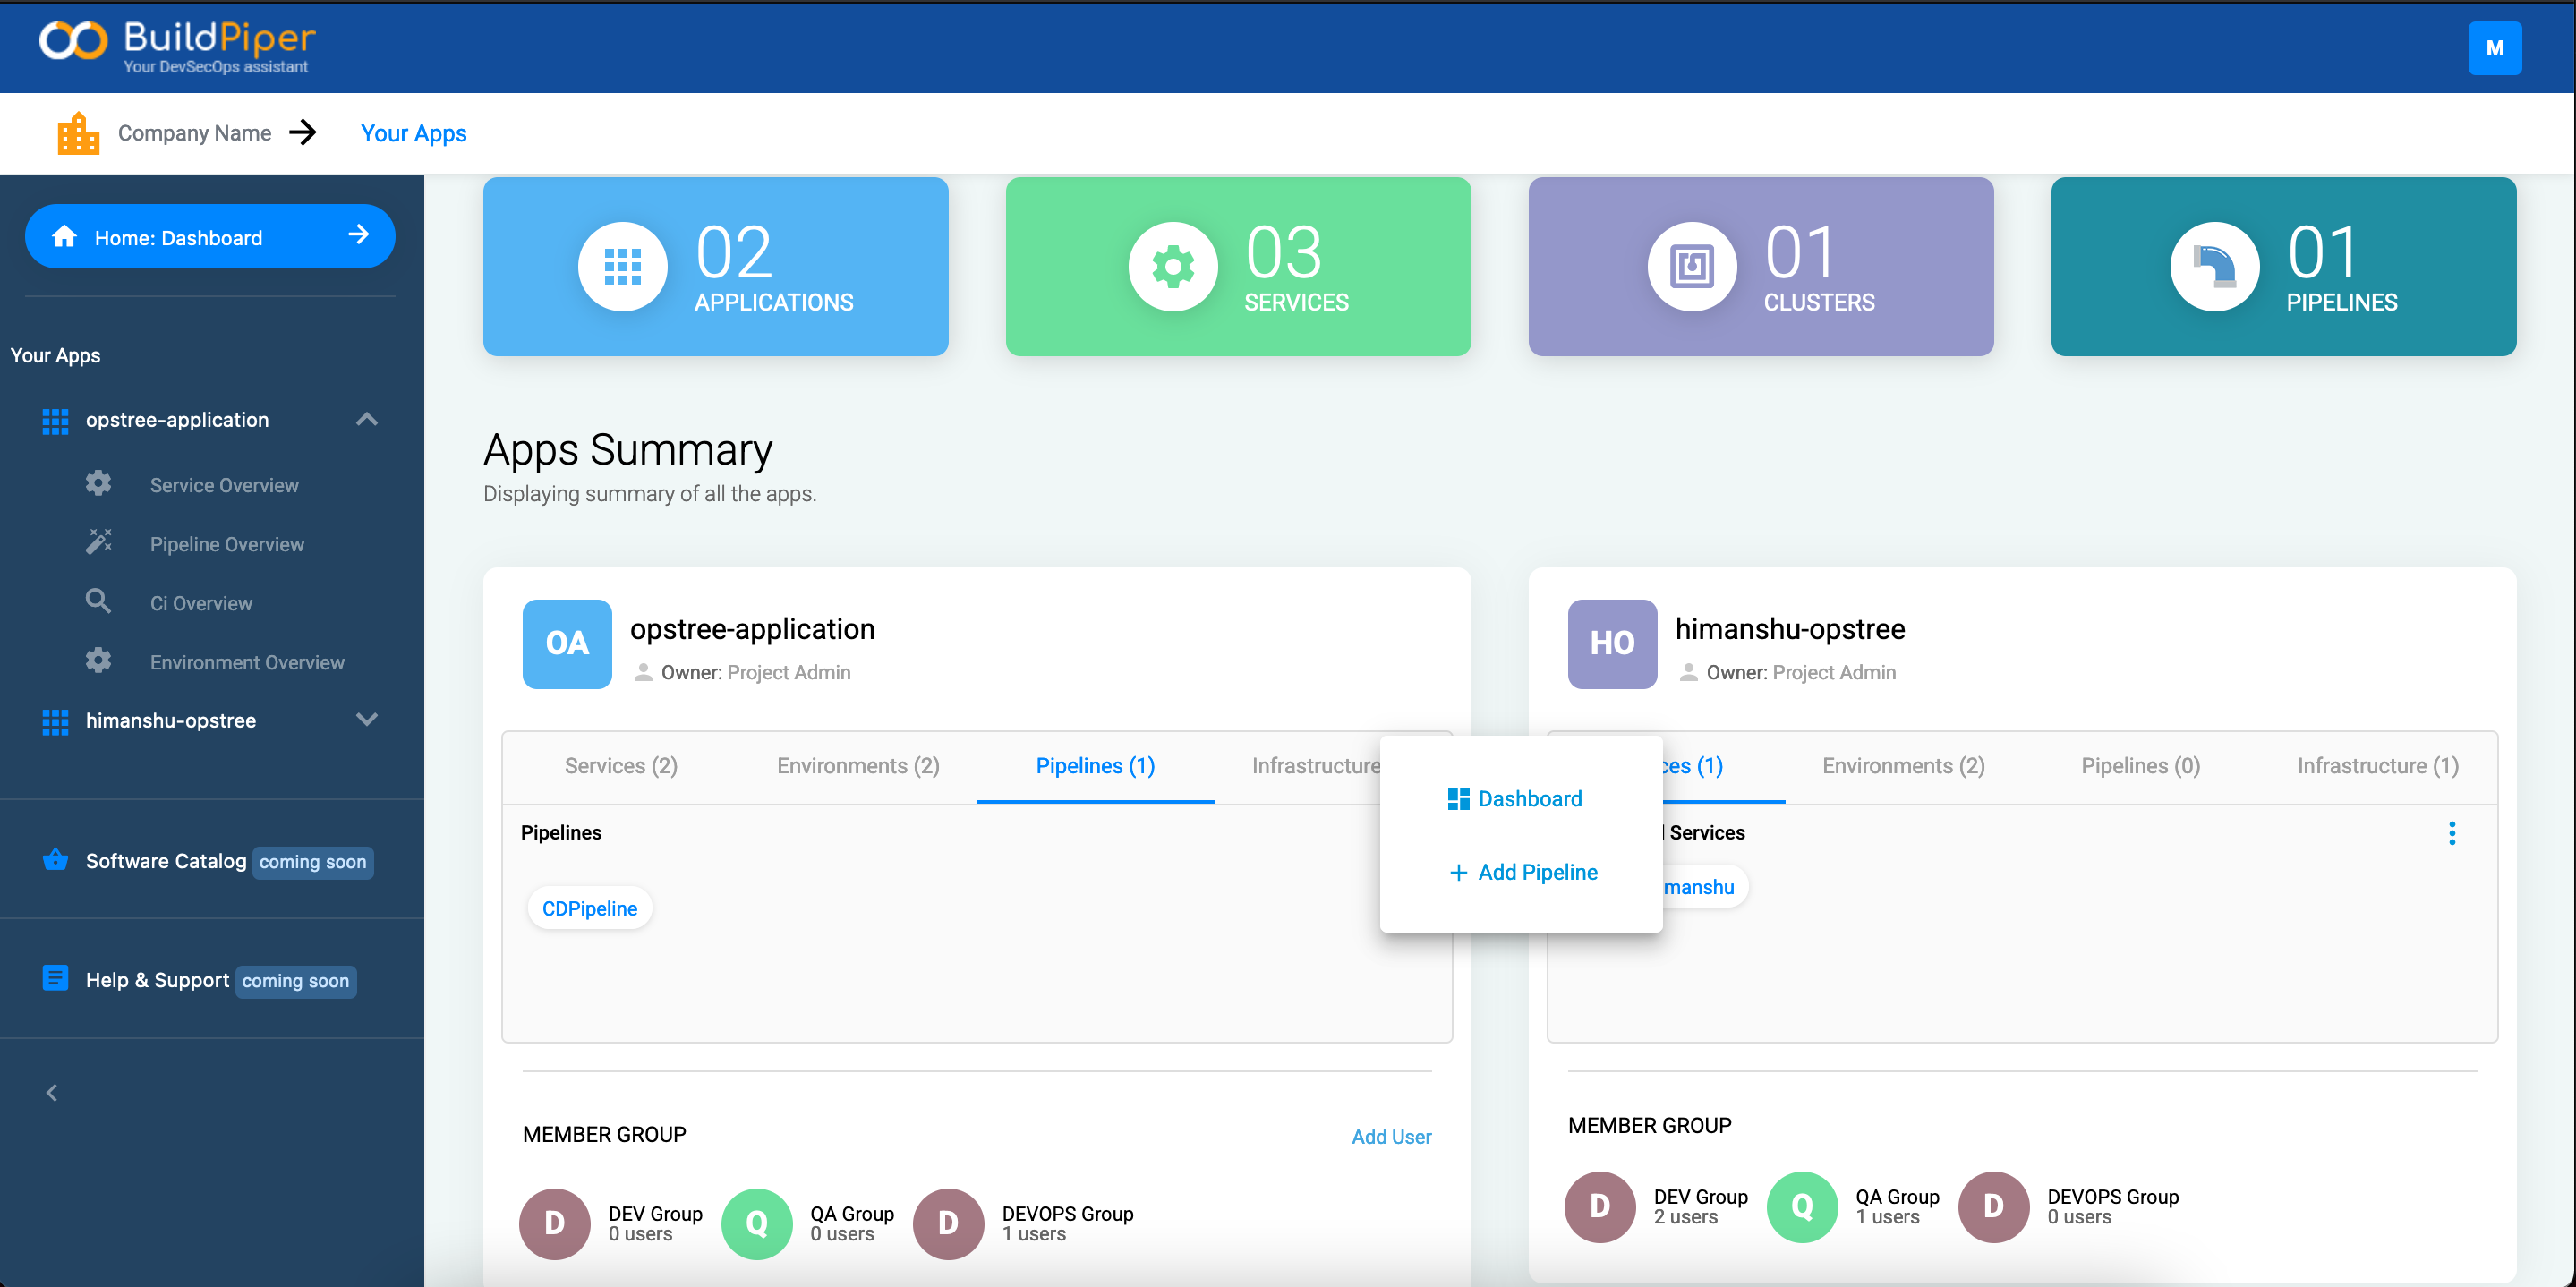 BuildPiper
Your DevSecOps assistant
M
Company Name
Your Apps
Home: Dashboard
Your Apps
opstree-application
Service Overview
Pipeline Overview
Ci Overview
Environment Overview
himanshu-opstree
Software Catalog coming soon
Help & Support coming soon
02
APPLICATIONS
03
SERVICES
01
CLUSTERS
01
PIPELINES
Apps Summary
Displaying summary of all the apps.
OA
opstree-application
Owner: Project Admin
Services (2)
Environments (2)
Pipelines (1)
Infrastructure
Pipelines
CDPipeline
Dashboard
+ Add Pipeline
MEMBER GROUP
Add User
D
DEV Group
0 users
Q
QA Group
0 users
D
DEVOPS Group
1 users
HO
himanshu-opstree
Owner: Project Admin
ces (1)
Environments (2)
Pipelines (0)
Infrastructure (1)
Services
manshu
MEMBER GROUP
D
DEV Group
2 users
Q
QA Group
1 users
D
DEVOPS Group
0 users